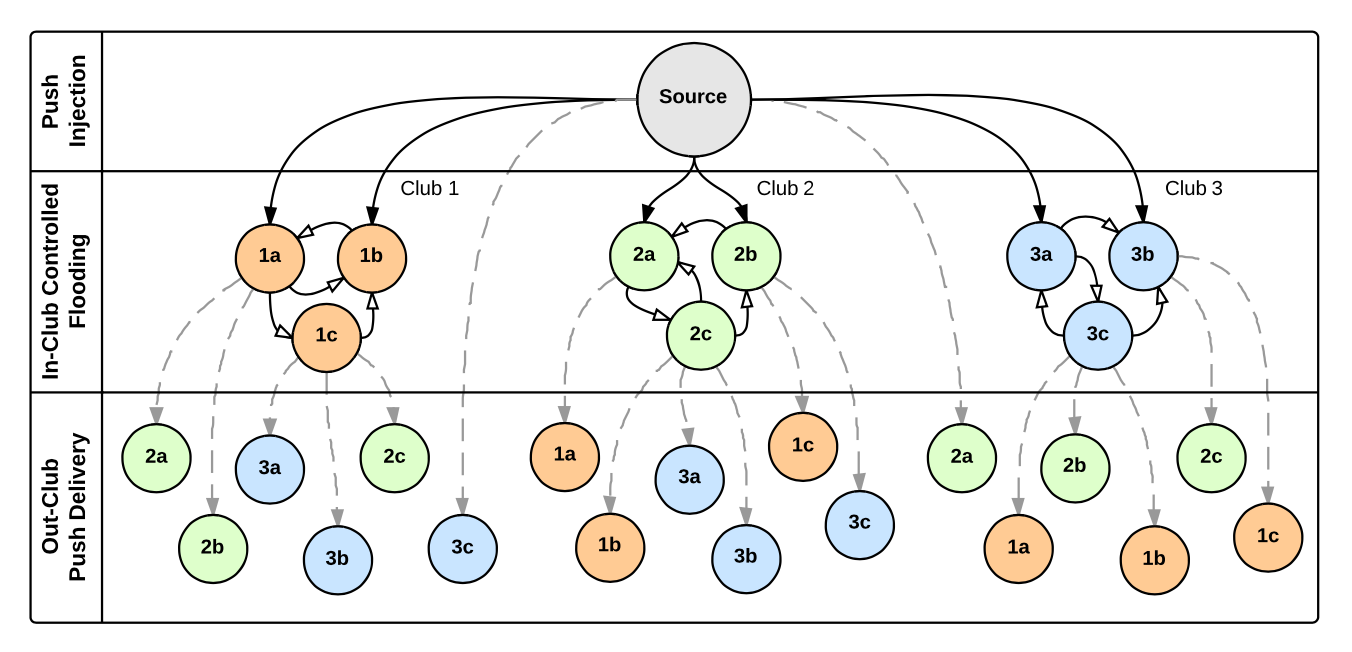 Push
Injection
Source
In-Club Controlled
Flooding
Club 1
Club 2
Club 3
1a
1b
1c
2a
2b
2c
3a
3b
3c
Out-Club
Push Delivery
2a
3a
2c
2b
3b
3c
1a
3a
1c
1b
3b
3c
2a
2b
2c
1a
1b
1c